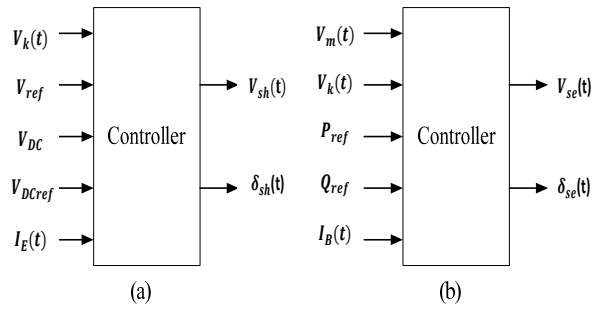 V_k(t)
V_ref
V_DC
V_DCref
I_E(t)
Controller
V_sh(t)
δ_sh(t)
(a)
V_m(t)
V_k(t)
P_ref
Q_ref
I_B(t)
Controller
V_se(t)
δ_se(t)
(b)